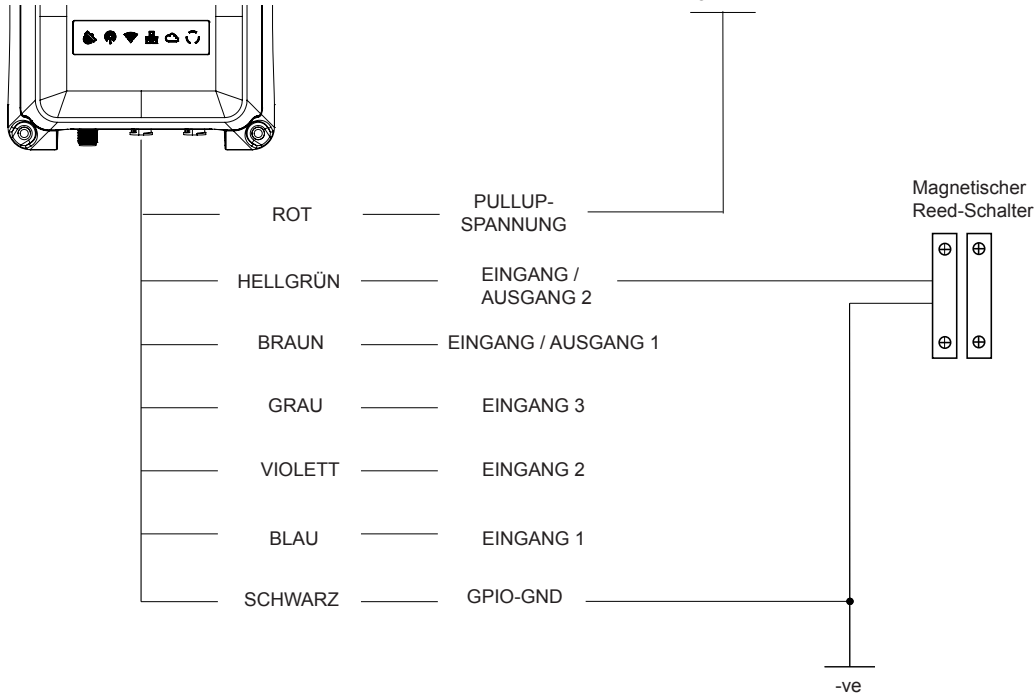 Magnetischer
Reed-Schalter
ROT
PULLUP-
SPANNUNG
HELLGRÜN
EINGANG /
AUSGANG 2
BRAUN
EINGANG / AUSGANG 1
GRAU
EINGANG 3
VIOLETT
EINGANG 2
BLAU
EINGANG 1
SCHWARZ
GPIO-GND
-ve